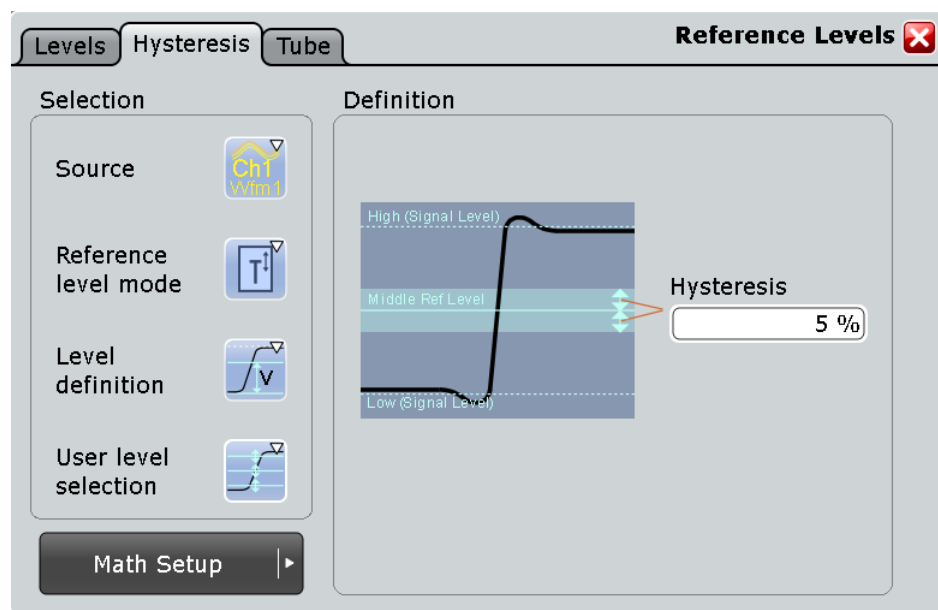 Levels
Hysteresis
Tube
Reference Levels
Selection
Source
Ch1
Wfm1
Reference
level mode
T
Level
definition
V
User level
selection
Math Setup
Definition
High (Signal Level)
Middle Ref Level
Low (Signal Level)
Hysteresis
5 %